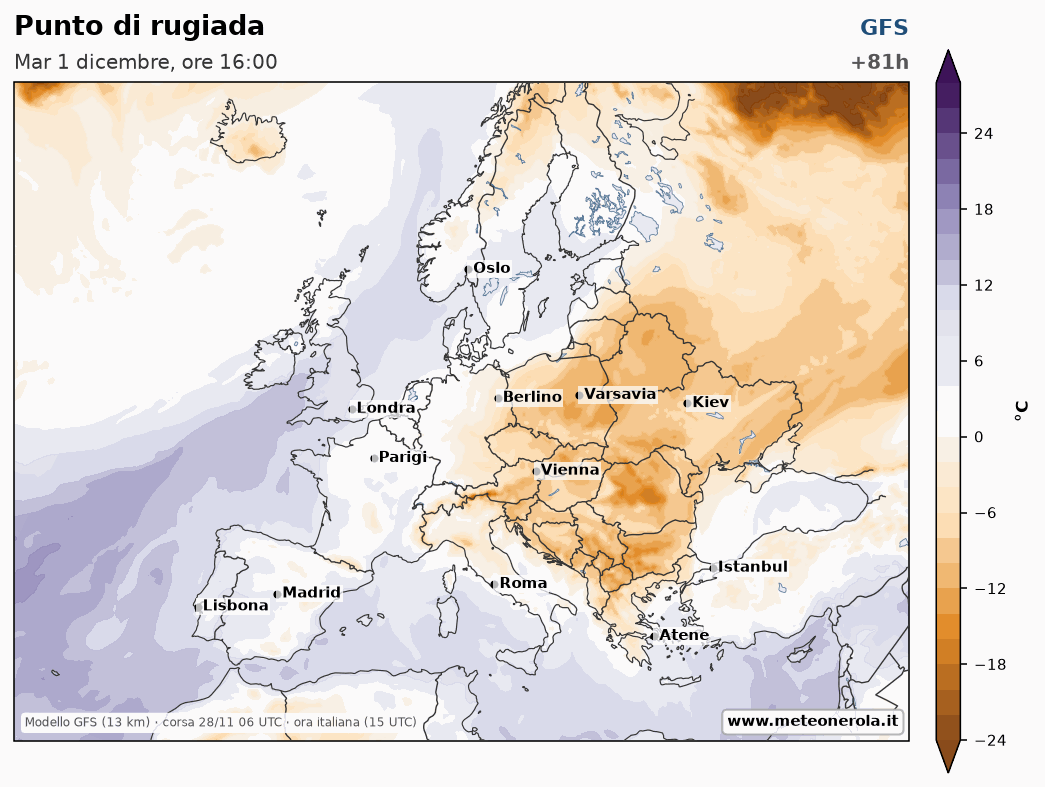 Punto di rugiada
GFS
Mar 1 dicembre, ore 16:00
+81h
Oslo
Berlino
Varsavia
Kiev
Londra
Parigi
Vienna
Istanbul
Roma
Madrid
Lisbona
Atene
24
18
12
6
0
−6
−12
−18
−24
°C
Modello GFS (13 km) · corsa 28/11 06 UTC · ora italiana (15 UTC)
www.meteonerola.it